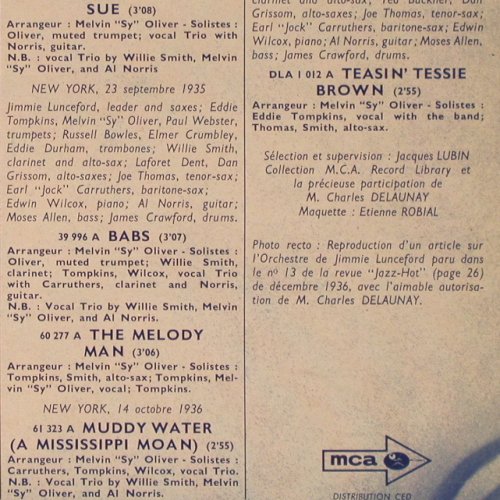 SUE (3'08)
Arrangeur : Melvin "Sy" Oliver - Solistes :
Oliver, muted trumpet; vocal Trio with
Norris, guitar.
N.B. : vocal Trio by Willie Smith, Melvin
"Sy" Oliver, and Al Norris
NEW YORK, 23 septembre 1935
Jimmie Lunceford, leader and saxes; Eddie
Tompkins, Melvin "Sy" Oliver, Paul Webster,
trumpets; Russell Bowles, Elmer Crumbley,
Eddie Durham, trombones; Willie Smith,
clarinet and alto-sax; Laforet Dent, Dan
Grissom, alto-saxes; Joe Thomas, tenor-sax;
Earl "Jack" Carruthers, baritone-sax;
Edwin Wilcox, piano; Al Norris, guitar;
Moses Allen, bass; James Crawford, drums.
39 996 A BABS (3'07)
Arrangeur : Melvin "Sy" Oliver - Solistes :
Oliver, muted trumpet; Willie Smith,
clarinet; Tompkins, Wilcox, vocal Trio
with Carruthers, clarinet and Norris,
guitar.
N.B. : Vocal Trio by Willie Smith, Melvin
"Sy" Oliver, and Al Norris.
60 277 A THE MELODY
MAN (3'06)
Arrangeur : Melvin "Sy" Oliver - Solistes :
Tompkins, Smith, alto-sax; Tompkins, Mel-
vin "Sy" Oliver, vocal; Tompkins.
NEW YORK, 14 octobre 1936
61 323 A MUDDY WATER
(A MISSISSIPPI MOAN) (2'55)
Arrangeur : Melvin "Sy" Oliver - Solistes :
Carruthers, Tompkins, Wilcox, vocal Trio.
N.B. : Vocal Trio by Willie Smith, Melvin
"Sy" Oliver, and Al Norris.
clarinet and alto-sax; Ted Buckner, Dan
Grissom, alto-saxes; Joe Thomas, tenor-sax;
Earl "Jack" Carruthers, baritone-sax; Edwin
Wilcox, piano; Al Norris, guitar; Moses Allen,
bass; James Crawford, drums.
DLA 1 012 A TEASIN' TESSIE
BROWN (2'55)
Arrangeur : Melvin "Sy" Oliver - Solistes :
Eddie Tompkins, vocal with the band;
Thomas, Smith, alto-sax.
Sélection et supervision : Jacques LUBIN
Collection M.C.A. Record Library et
la précieuse participation de
M. Charles DELAUNAY
Maquette : Etienne ROBIAL
Photo recto : Reproduction d'un article sur
l'Orchestre de Jimmie Lunceford paru dans
le nº 13 de la revue "Jazz-Hot" (page 26)
de décembre 1936, avec l'aimable autorisa-
tion de M. Charles DELAUNAY.
mca
DISTRIBUTION CED